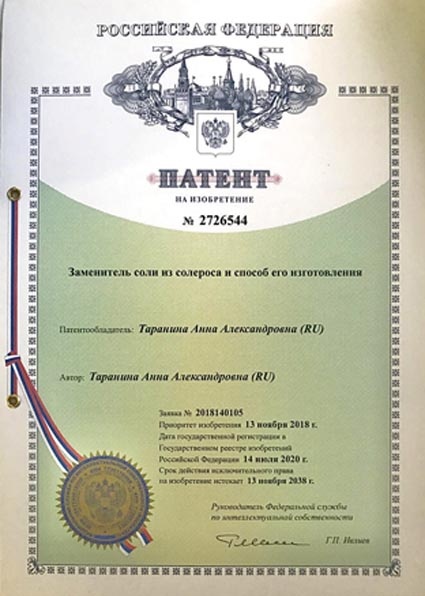 РОССИЙСКАЯ ФЕДЕРАЦИЯ
ПАТЕНТ
НА ИЗОБРЕТЕНИЕ
№ 2726544
Заменитель соли из солероса и способ его изготовления
Патентообладатель: Таранина Анна Александровна (RU)
Автор: Таранина Анна Александровна (RU)
Заявка № 2018140105
Приоритет изобретения 13 ноября 2018 г.
Дата государственной регистрации в
Государственном реестре изобретений
Российской Федерации 14 июля 2020 г.
Срок действия исключительного права
на изобретение истекает 13 ноября 2038 г.
Руководитель Федеральной службы
по интеллектуальной собственности
Г.П. Ивлиев